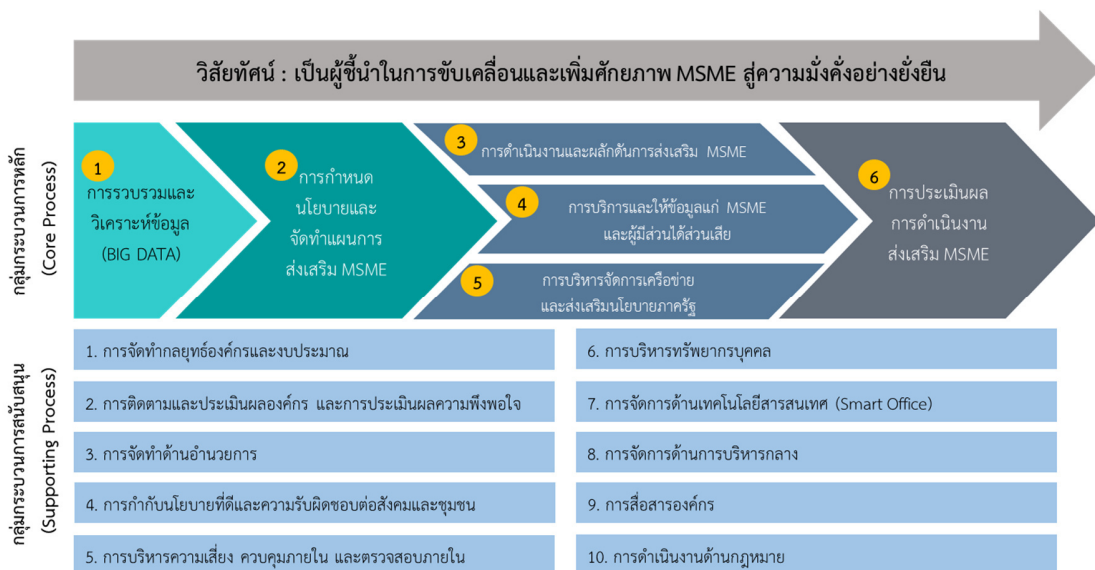 วิสัยทัศน์ : เป็นผู้ชี้นำในการขับเคลื่อนและเพิ่มศักยภาพ MSME สู่ความมั่งคั่งอย่างยั่งยืน
กลุ่มกระบวนการหลัก
(Core Process)
1
การรวบรวมและ
วิเคราะห์ข้อมูล
(BIG DATA)
2
การกำหนด
นโยบายและ
จัดทำแผนการ
ส่งเสริม MSME
3
การดำเนินงานและผลักดันการส่งเสริม MSME
4
การบริการและให้ข้อมูลแก่ MSME
และผู้มีส่วนได้ส่วนเสีย
5
การบริหารจัดการเครือข่าย
และส่งเสริมนโยบายภาครัฐ
6
การประเมินผล
การดำเนินงาน
ส่งเสริม MSME
กลุ่มกระบวนการสนับสนุน
(Supporting Process)
1. การจัดทำกลยุทธ์องค์กรและงบประมาณ
2. การติดตามและประเมินผลองค์กร และการประเมินผลความพึงพอใจ
3. การจัดทำด้านอำนวยการ
4. การกำกับนโยบายที่ดีและความรับผิดชอบต่อสังคมและชุมชน
5. การบริหารความเสี่ยง ควบคุมภายใน และตรวจสอบภายใน
6. การบริหารทรัพยากรบุคคล
7. การจัดการด้านเทคโนโลยีสารสนเทศ (Smart Office)
8. การจัดการด้านการบริหารกลาง
9. การสื่อสารองค์กร
10. การดำเนินงานด้านกฎหมาย